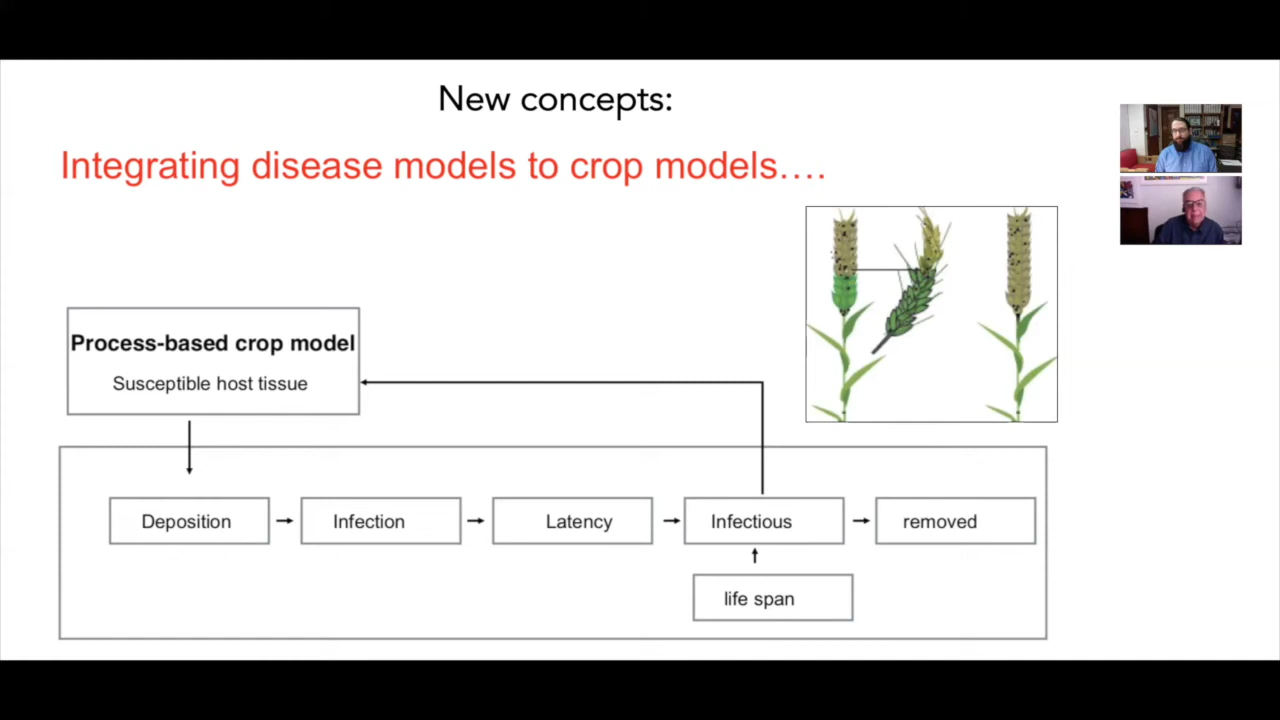 New concepts:
Integrating disease models to crop models….
Process-based crop model
Susceptible host tissue
Deposition
Infection
Latency
Infectious
removed
life span